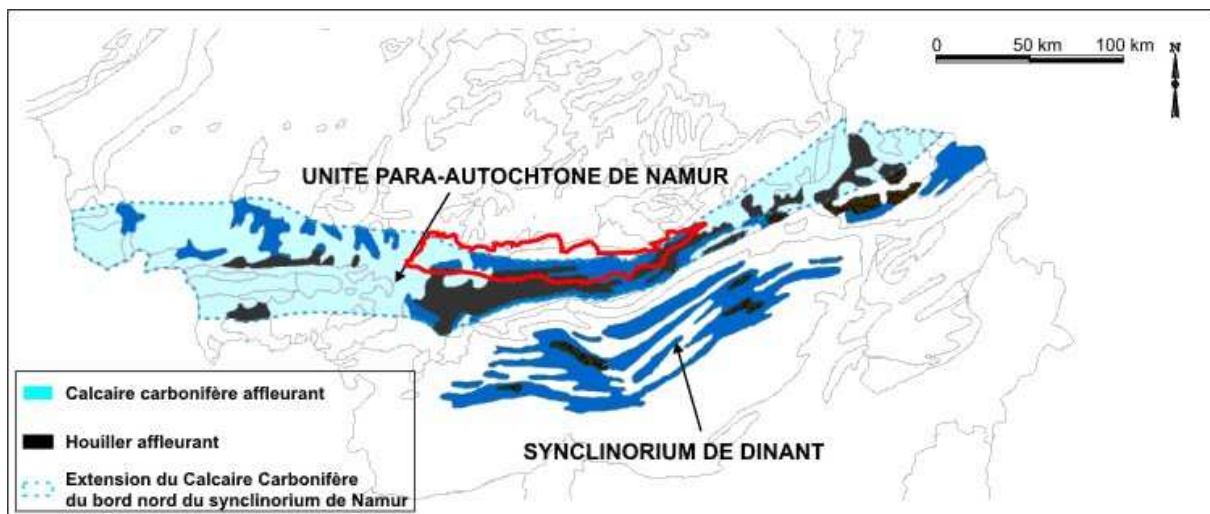 0 50 km 100 km
N
UNITE PARA-AUTOCHTONE DE NAMUR
Calcaire carbonifère affleurant
Houiller affleurant
Extension du Calcaire Carbonifère
du bord nord du synclinorium de Namur
SYNCLINORIUM DE DINANT